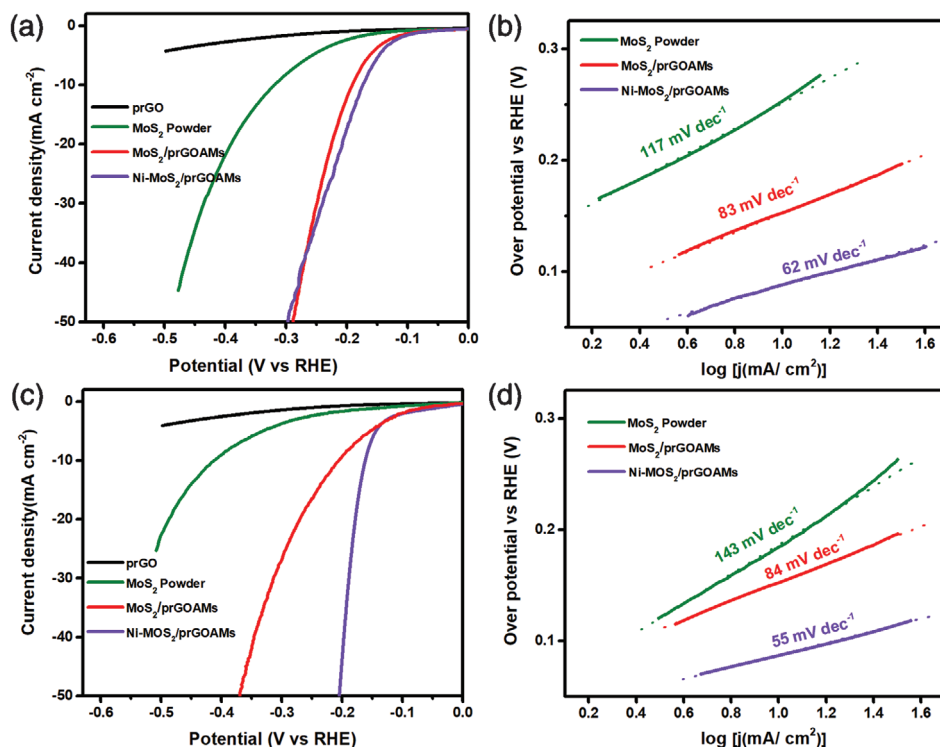 (a)
Current density(mA cm⁻²)
0
-10
-20
-30
-40
-50
prGO
MoS₂ Powder
MoS₂/prGOAMs
Ni-MoS₂/prGOAMs
-0.6 -0.5 -0.4 -0.3 -0.2 -0.1 0.0
Potential (V vs RHE)
(b)
Over potential vs RHE (V)
0.3
0.2
0.1
MoS₂ Powder
MoS₂/prGOAMs
Ni-MoS₂/prGOAMs
117 mV dec⁻¹
83 mV dec⁻¹
62 mV dec⁻¹
0.2 0.4 0.6 0.8 1.0 1.2 1.4 1.6
log [j(mA/ cm²)]
(c)
Current density(mA cm⁻²)
0
-10
-20
-30
-40
-50
prGO
MoS₂ Powder
MoS₂/prGOAMs
Ni-MOS₂/prGOAMs
-0.6 -0.5 -0.4 -0.3 -0.2 -0.1 0.0
Potential (V vs RHE)
(d)
Over potential vs RHE (V)
0.3
0.2
0.1
MoS₂ Powder
MoS₂/prGOAMs
Ni-MOS₂/prGOAMs
143 mV dec⁻¹
84 mV dec⁻¹
55 mV dec⁻¹
0.2 0.4 0.6 0.8 1.0 1.2 1.4 1.6
log [j(mA/ cm²)]